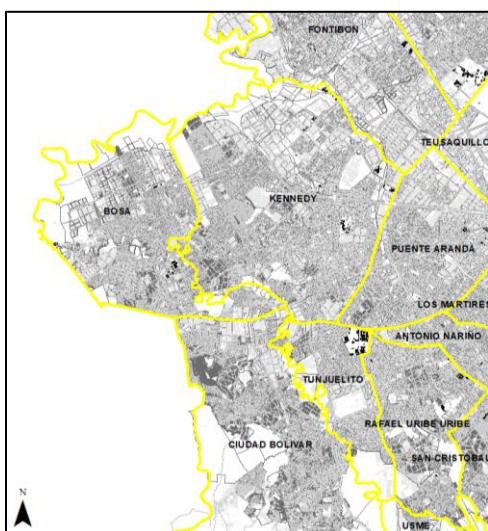 FONTIBON
TEUSAQUILLO
KENNEDY
BOSA
PUENTE ARANDA
LOS MARTIRES
ANTONIO NARIÑO
TUNJUELITO
RAFAEL URIBE URIBE
CIUDAD BOLIVAR
SAN CRISTOBAL
N
USME